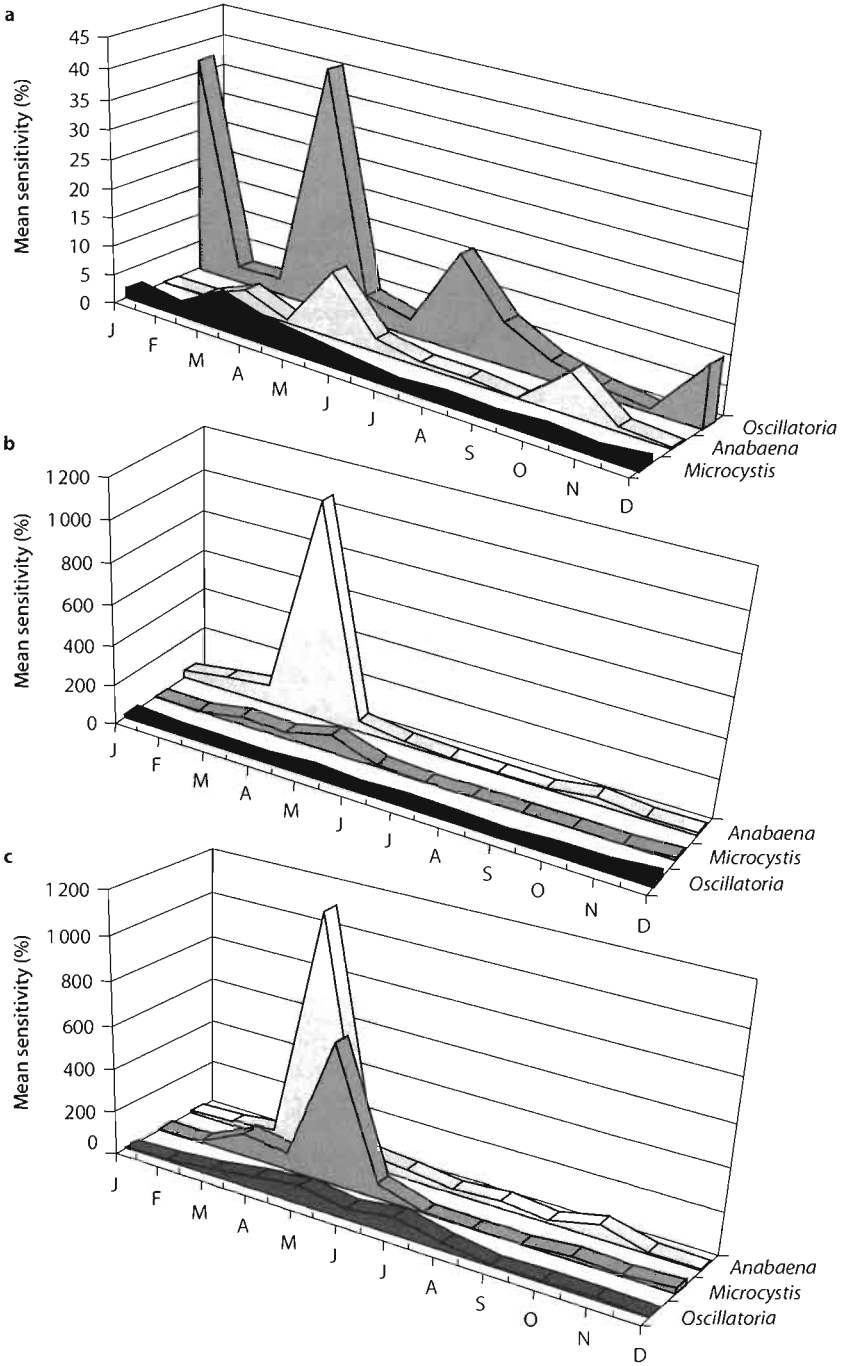 a
Mean sensitivity (%)
45
40
35
30
25
20
15
10
5
0
J F M A M J J A S O N D
Oscillatoria
Anabaena
Microcystis
b
Mean sensitivity (%)
1200
1000
800
600
400
200
0
J F M A M J J A S O N D
Anabaena
Microcystis
Oscillatoria
c
Mean sensitivity (%)
1200
1000
800
600
400
200
0
J F M A M J J A S O N D
Anabaena
Microcystis
Oscillatoria